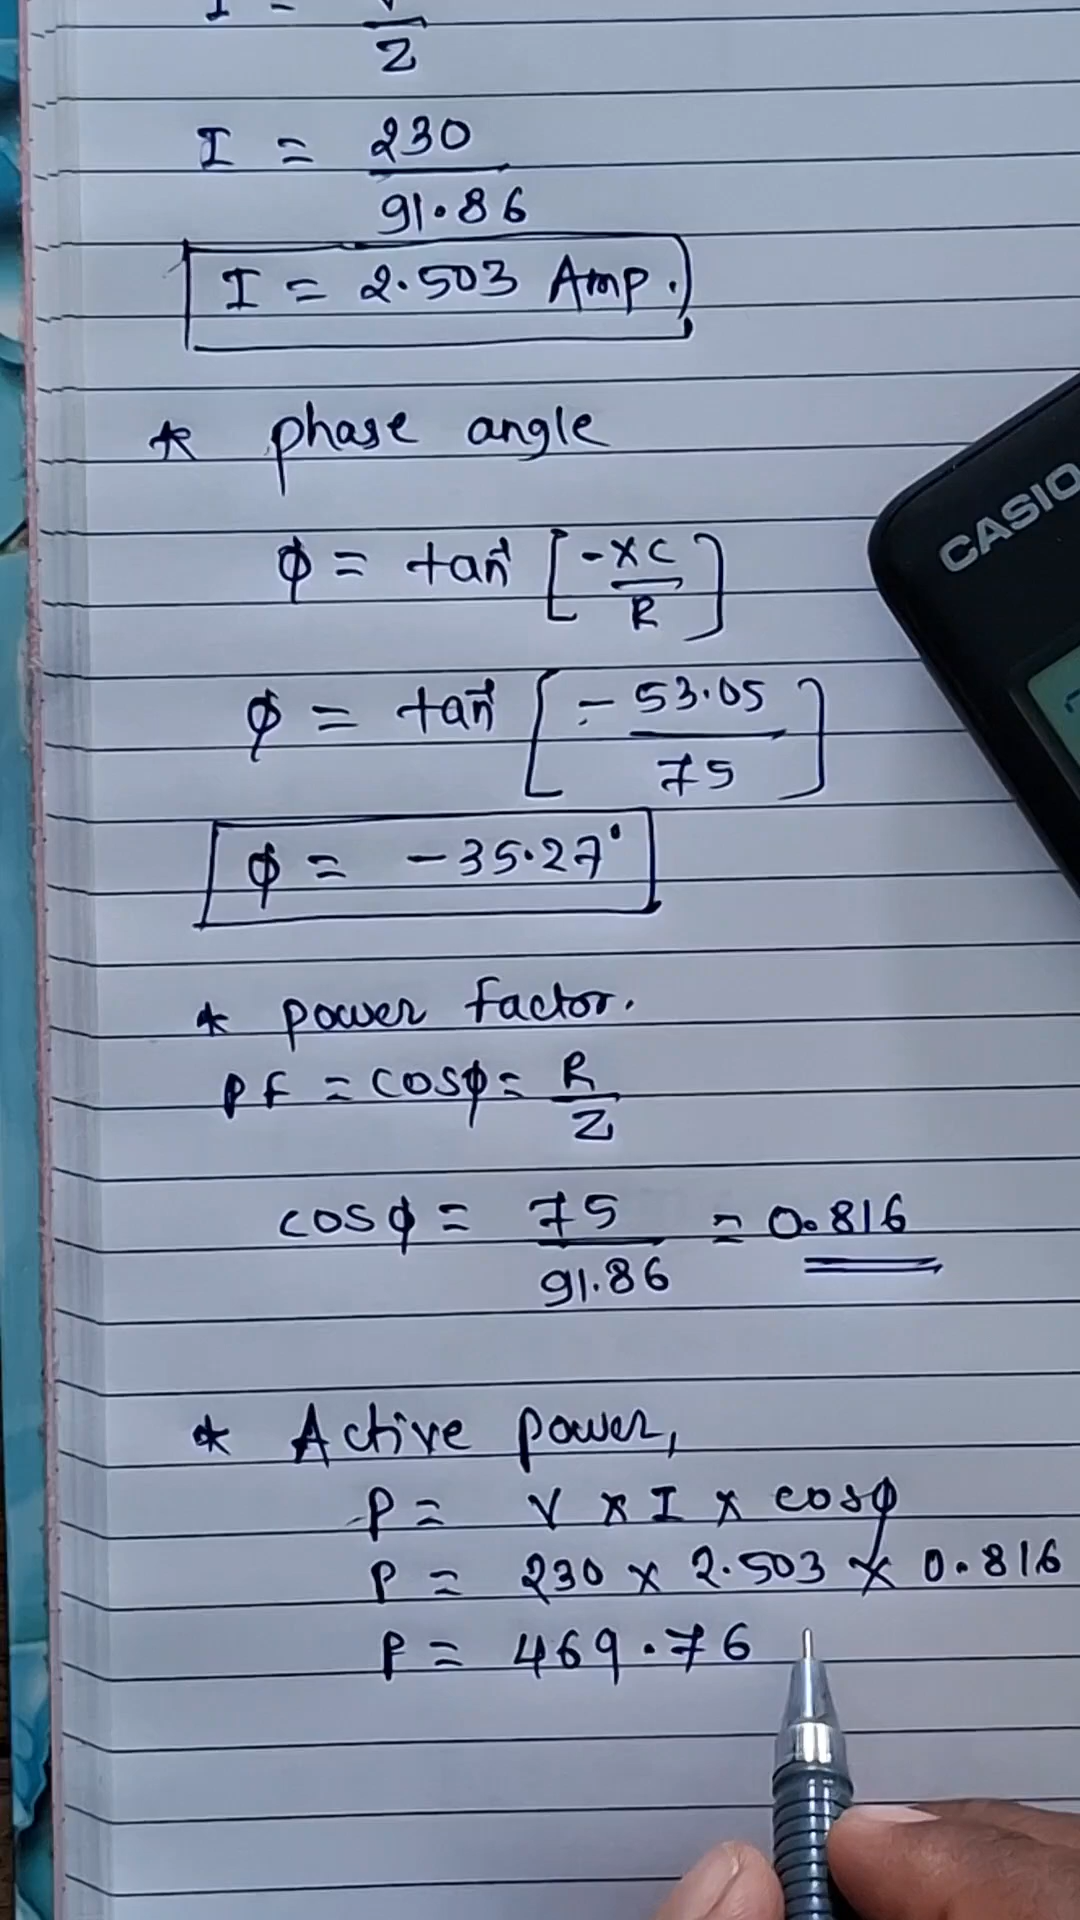 I = V/Z
I = 230/91.86
I = 2.503 Amp.
* phase angle
CASIO
ϕ = tan⁻¹ [-XC/R]
ϕ = tan⁻¹ [-53.05/75]
ϕ = -35.27°
* power factor.
PF = cosϕ = R/Z
cosϕ = 75/91.86 = 0.816
* Active power,
P = V × I × cosϕ
P = 230 × 2.503 × 0.816
P = 469.76